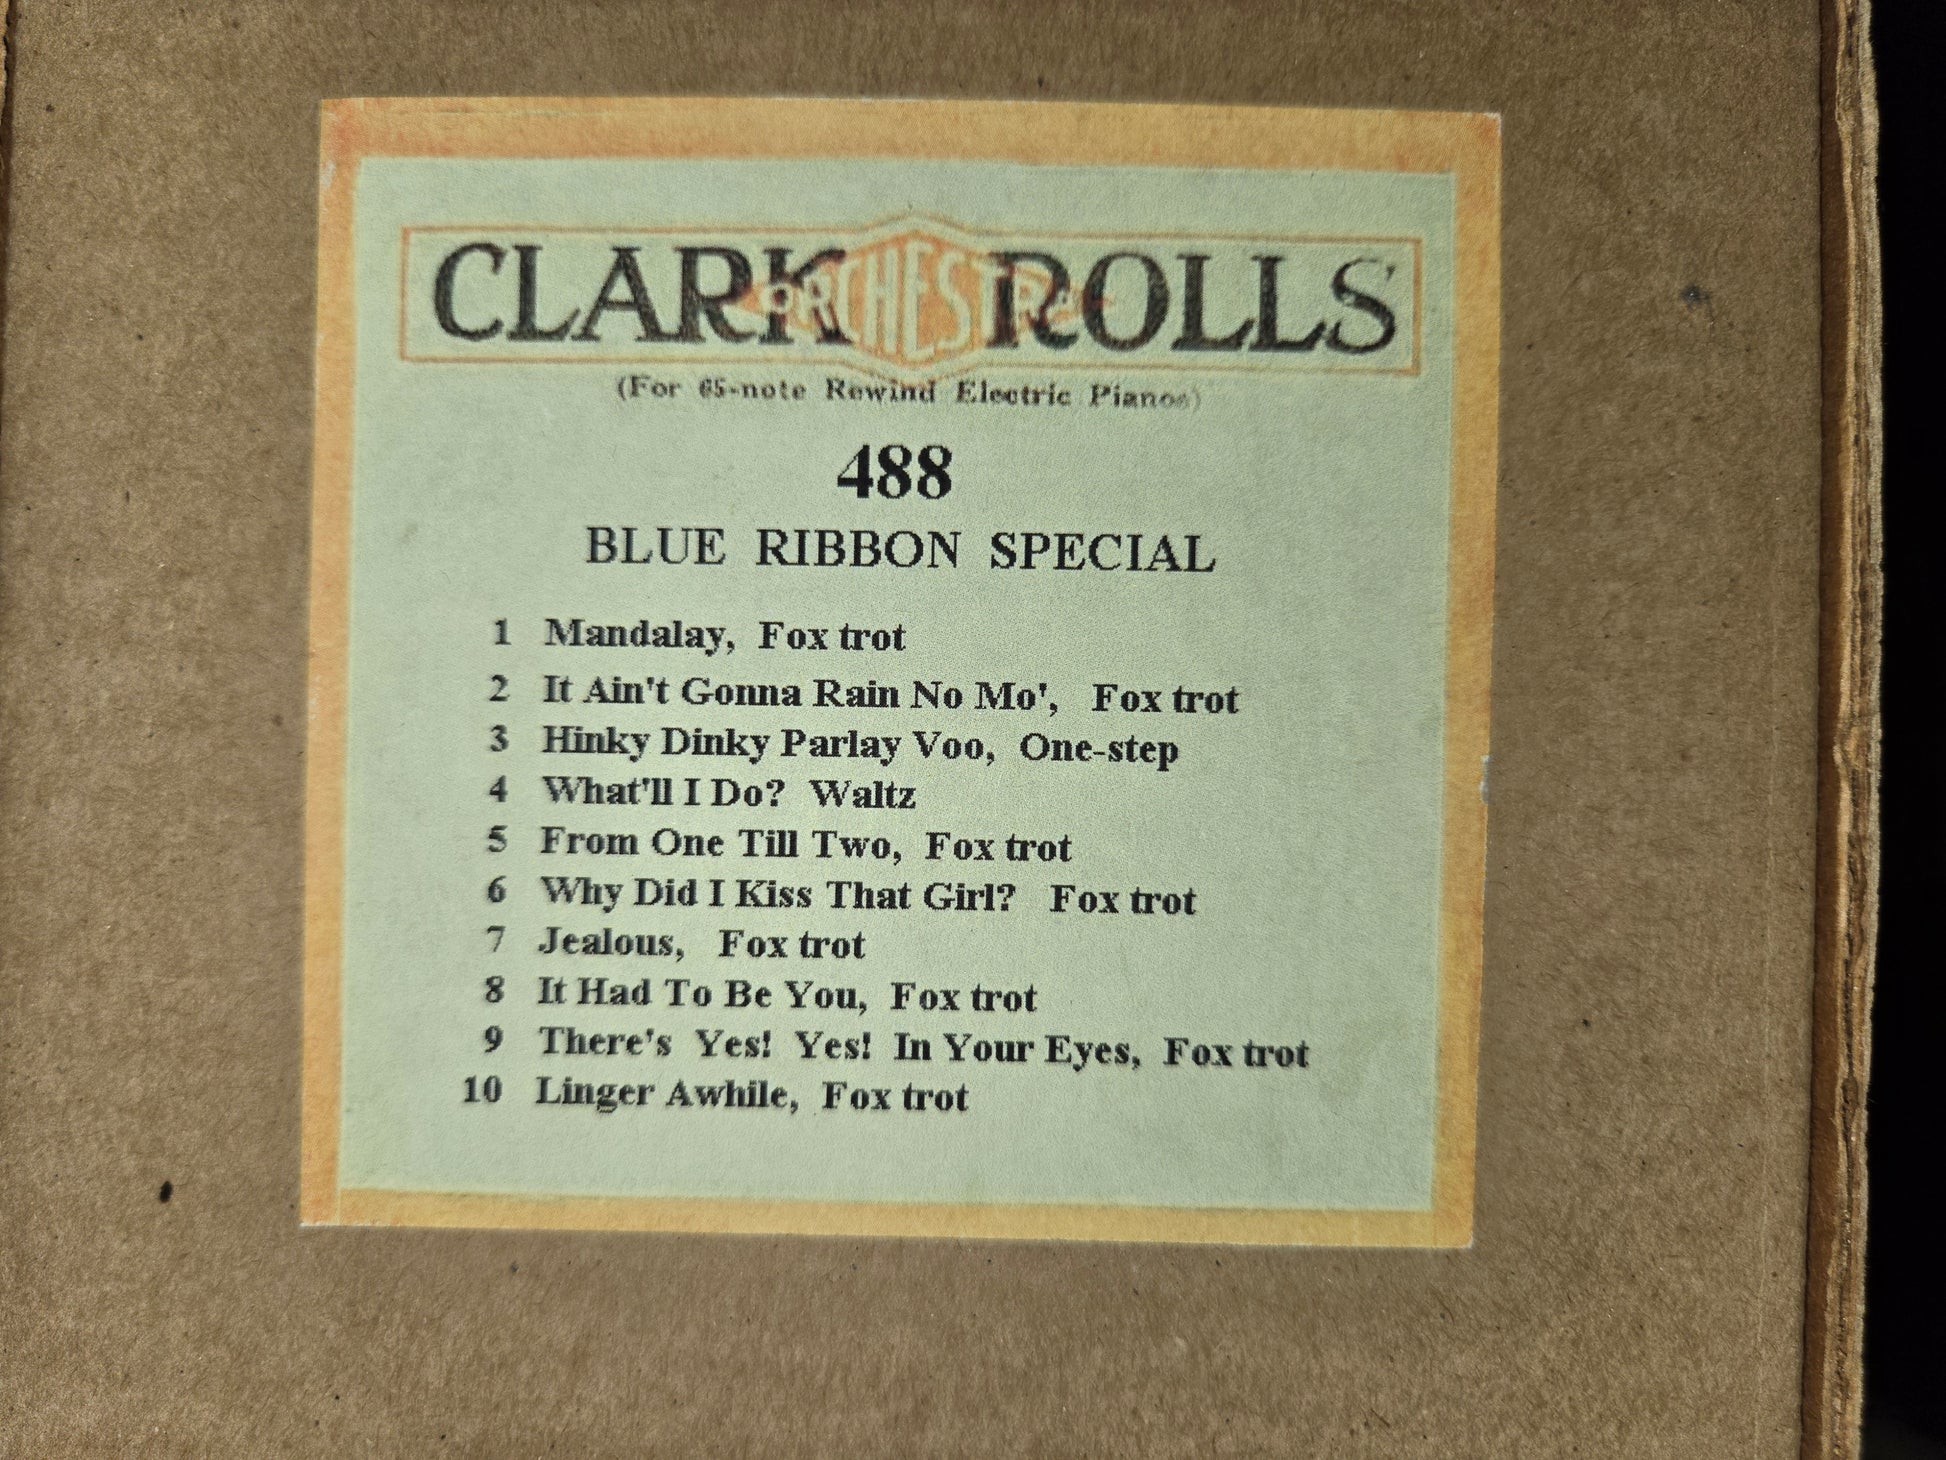 CLARK ORCHESTRA ROLLS
(For 65-note Rewind Electric Pianos)
488
BLUE RIBBON SPECIAL
1 Mandalay, Fox trot
2 It Ain't Gonna Rain No Mo', Fox trot
3 Hinky Dinky Parlay Voo, One-step
4 What'll I Do? Waltz
5 From One Till Two, Fox trot
6 Why Did I Kiss That Girl? Fox trot
7 Jealous, Fox trot
8 It Had To Be You, Fox trot
9 There's Yes! Yes! In Your Eyes, Fox trot
10 Linger Awhile, Fox trot